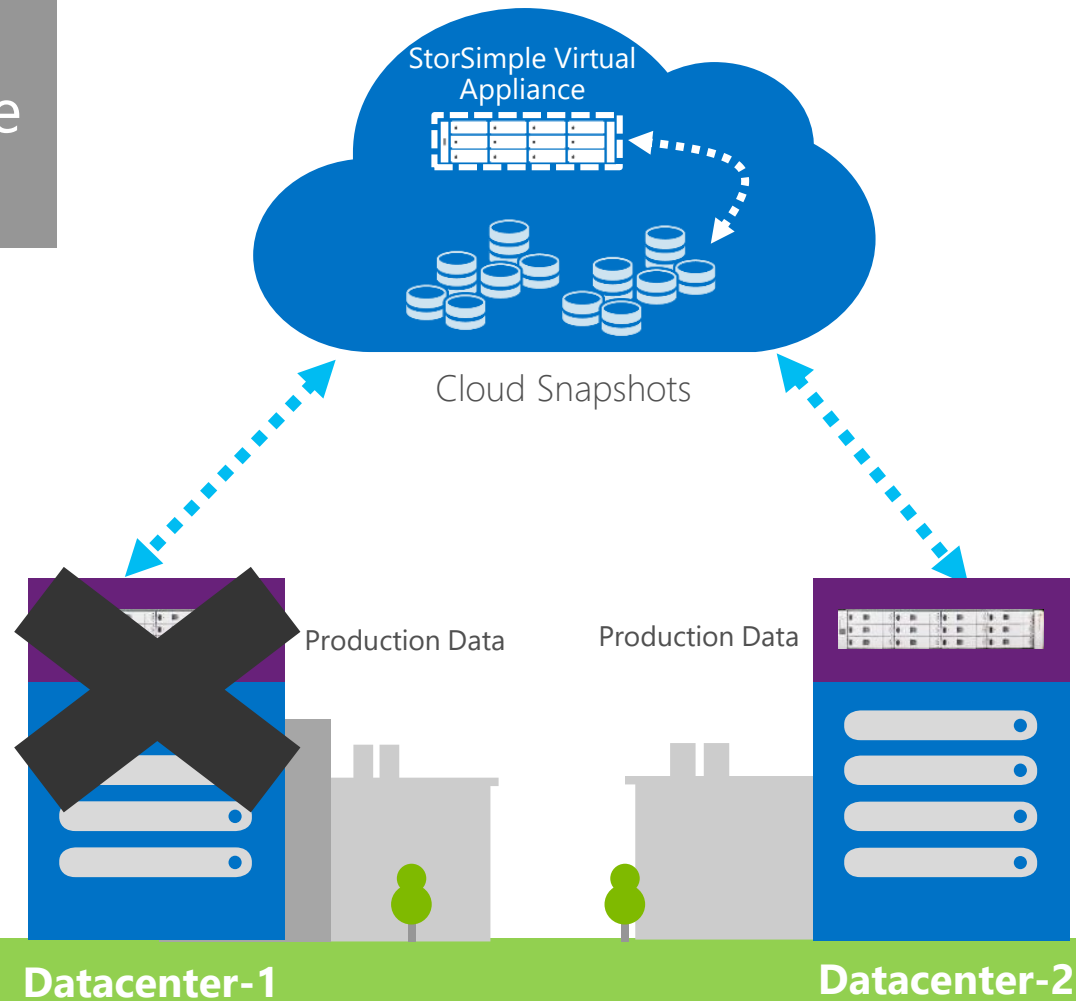 e
StorSimple Virtual
Appliance
Cloud Snapshots
Production Data
Production Data
Datacenter-1
Datacenter-2